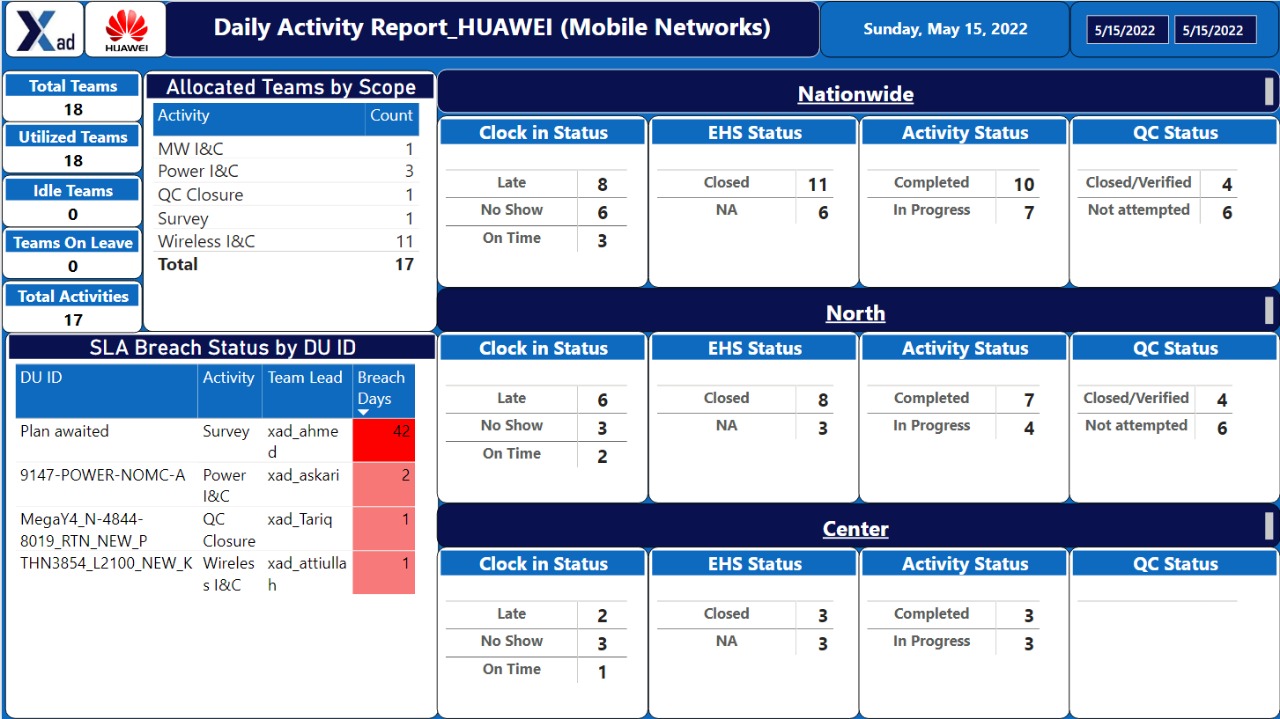 Xad
HUAWEI
Daily Activity Report_HUAWEI (Mobile Networks)
Sunday, May 15, 2022
5/15/2022 5/15/2022
Total Teams
18
Utilized Teams
18
Idle Teams
0
Teams On Leave
0
Total Activities
17
Allocated Teams by Scope
Activity Count
MW I&C 1
Power I&C 3
QC Closure 1
Survey 1
Wireless I&C 11
Total 17
SLA Breach Status by DU ID
DU ID Activity Team Lead Breach
Days
Plan awaited Survey xad_ahme 42
d
9147-POWER-NOMC-A Power xad_askari 2
I&C
MegaY4_N-4844- QC xad_Tariq 1
8019_RTN_NEW_P Closure
THN3854_L2100_NEW_K Wireles xad_attiulla 1
s I&C h
Nationwide
Clock in Status
Late 8
No Show 6
On Time 3
EHS Status
Closed 11
NA 6
Activity Status
Completed 10
In Progress 7
QC Status
Closed/Verified 4
Not attempted 6
North
Clock in Status
Late 6
No Show 3
On Time 2
EHS Status
Closed 8
NA 3
Activity Status
Completed 7
In Progress 4
QC Status
Closed/Verified 4
Not attempted 6
Center
Clock in Status
Late 2
No Show 3
On Time 1
EHS Status
Closed 3
NA 3
Activity Status
Completed 3
In Progress 3
QC Status